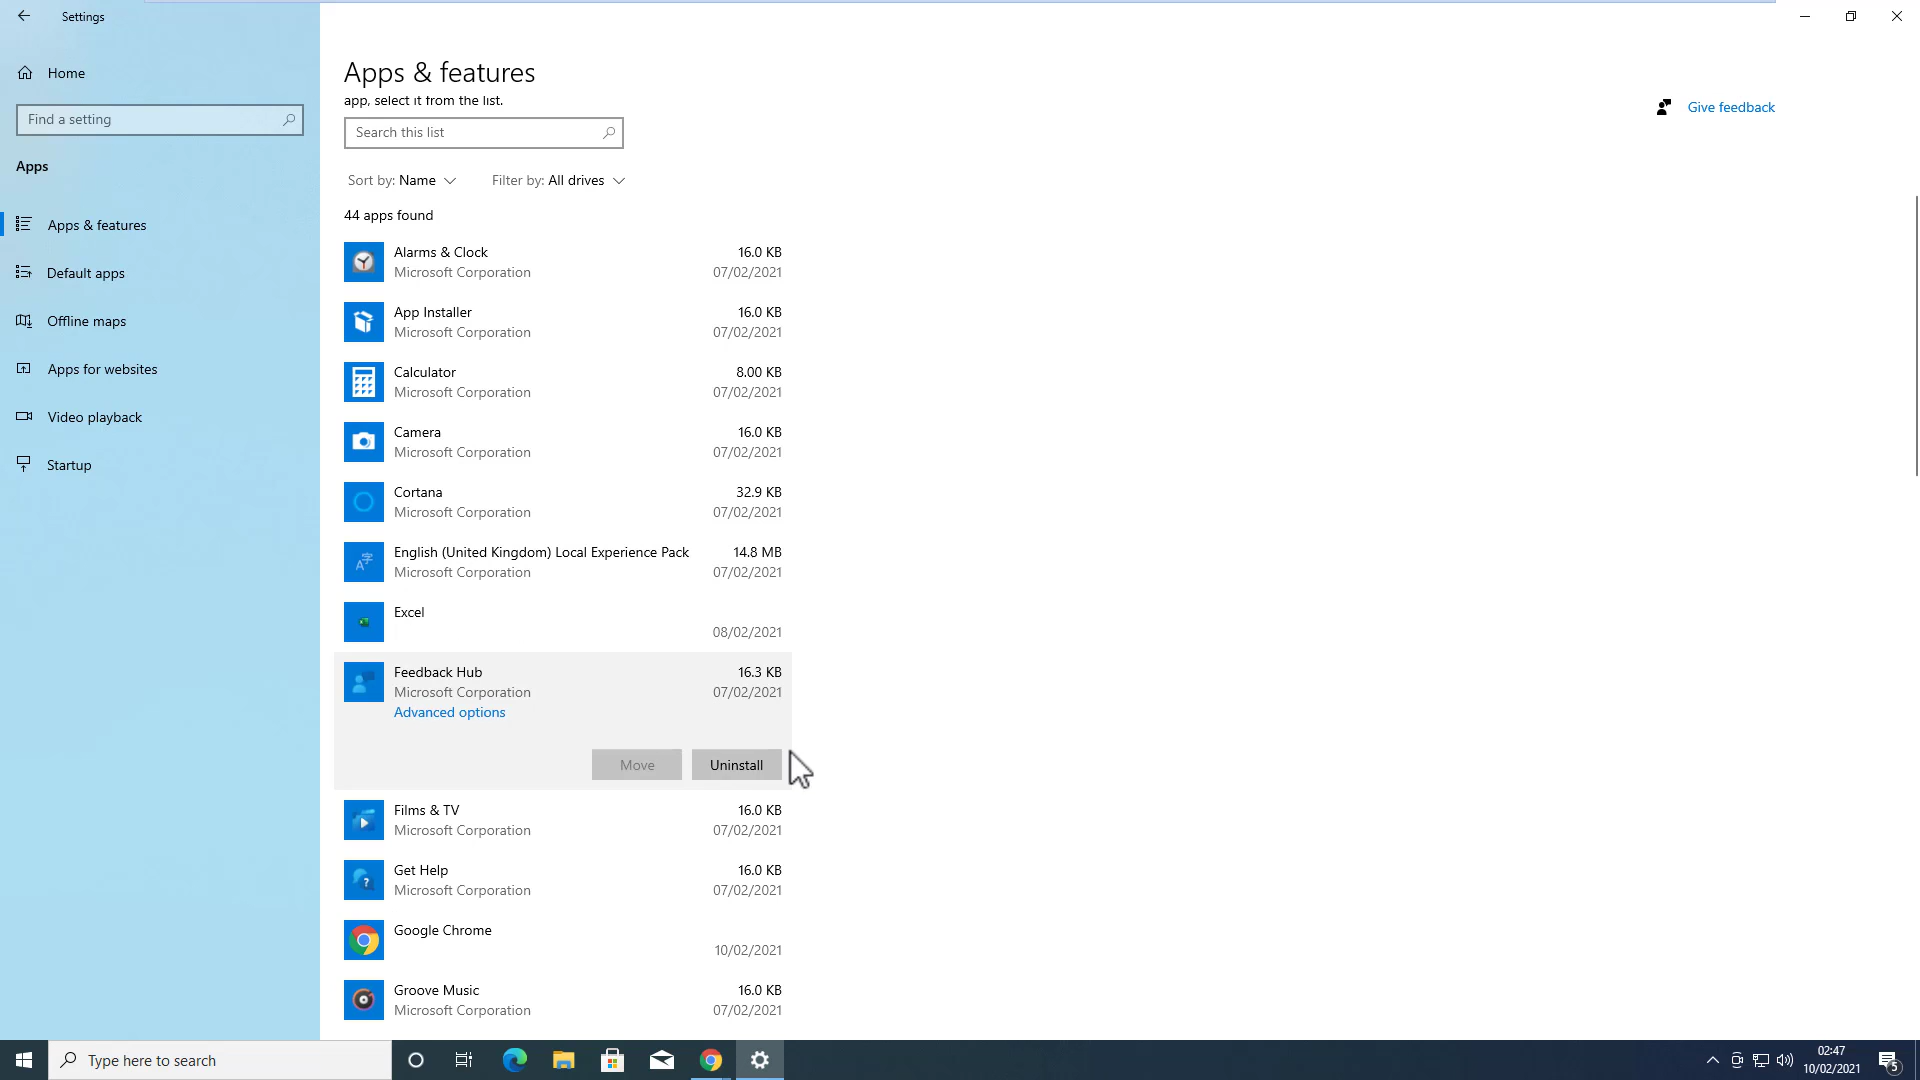 Settings
Home
Find a setting
Apps
Apps & features
Default apps
Offline maps
Apps for websites
Video playback
Startup
Apps & features
app, select it from the list.
Search this list
Sort by: Name
Filter by: All drives
44 apps found
Alarms & Clock 16.0 KB
Microsoft Corporation 07/02/2021
App Installer 16.0 KB
Microsoft Corporation 07/02/2021
Calculator 8.00 KB
Microsoft Corporation 07/02/2021
Camera 16.0 KB
Microsoft Corporation 07/02/2021
Cortana 32.9 KB
Microsoft Corporation 07/02/2021
English (United Kingdom) Local Experience Pack 14.8 MB
Microsoft Corporation 07/02/2021
Excel
08/02/2021
Feedback Hub 16.3 KB
Microsoft Corporation 07/02/2021
Advanced options
Move Uninstall
Films & TV 16.0 KB
Microsoft Corporation 07/02/2021
Get Help 16.0 KB
Microsoft Corporation 07/02/2021
Google Chrome
10/02/2021
Groove Music 16.0 KB
Microsoft Corporation 07/02/2021
Give feedback
Type here to search
02:47
10/02/2021
5